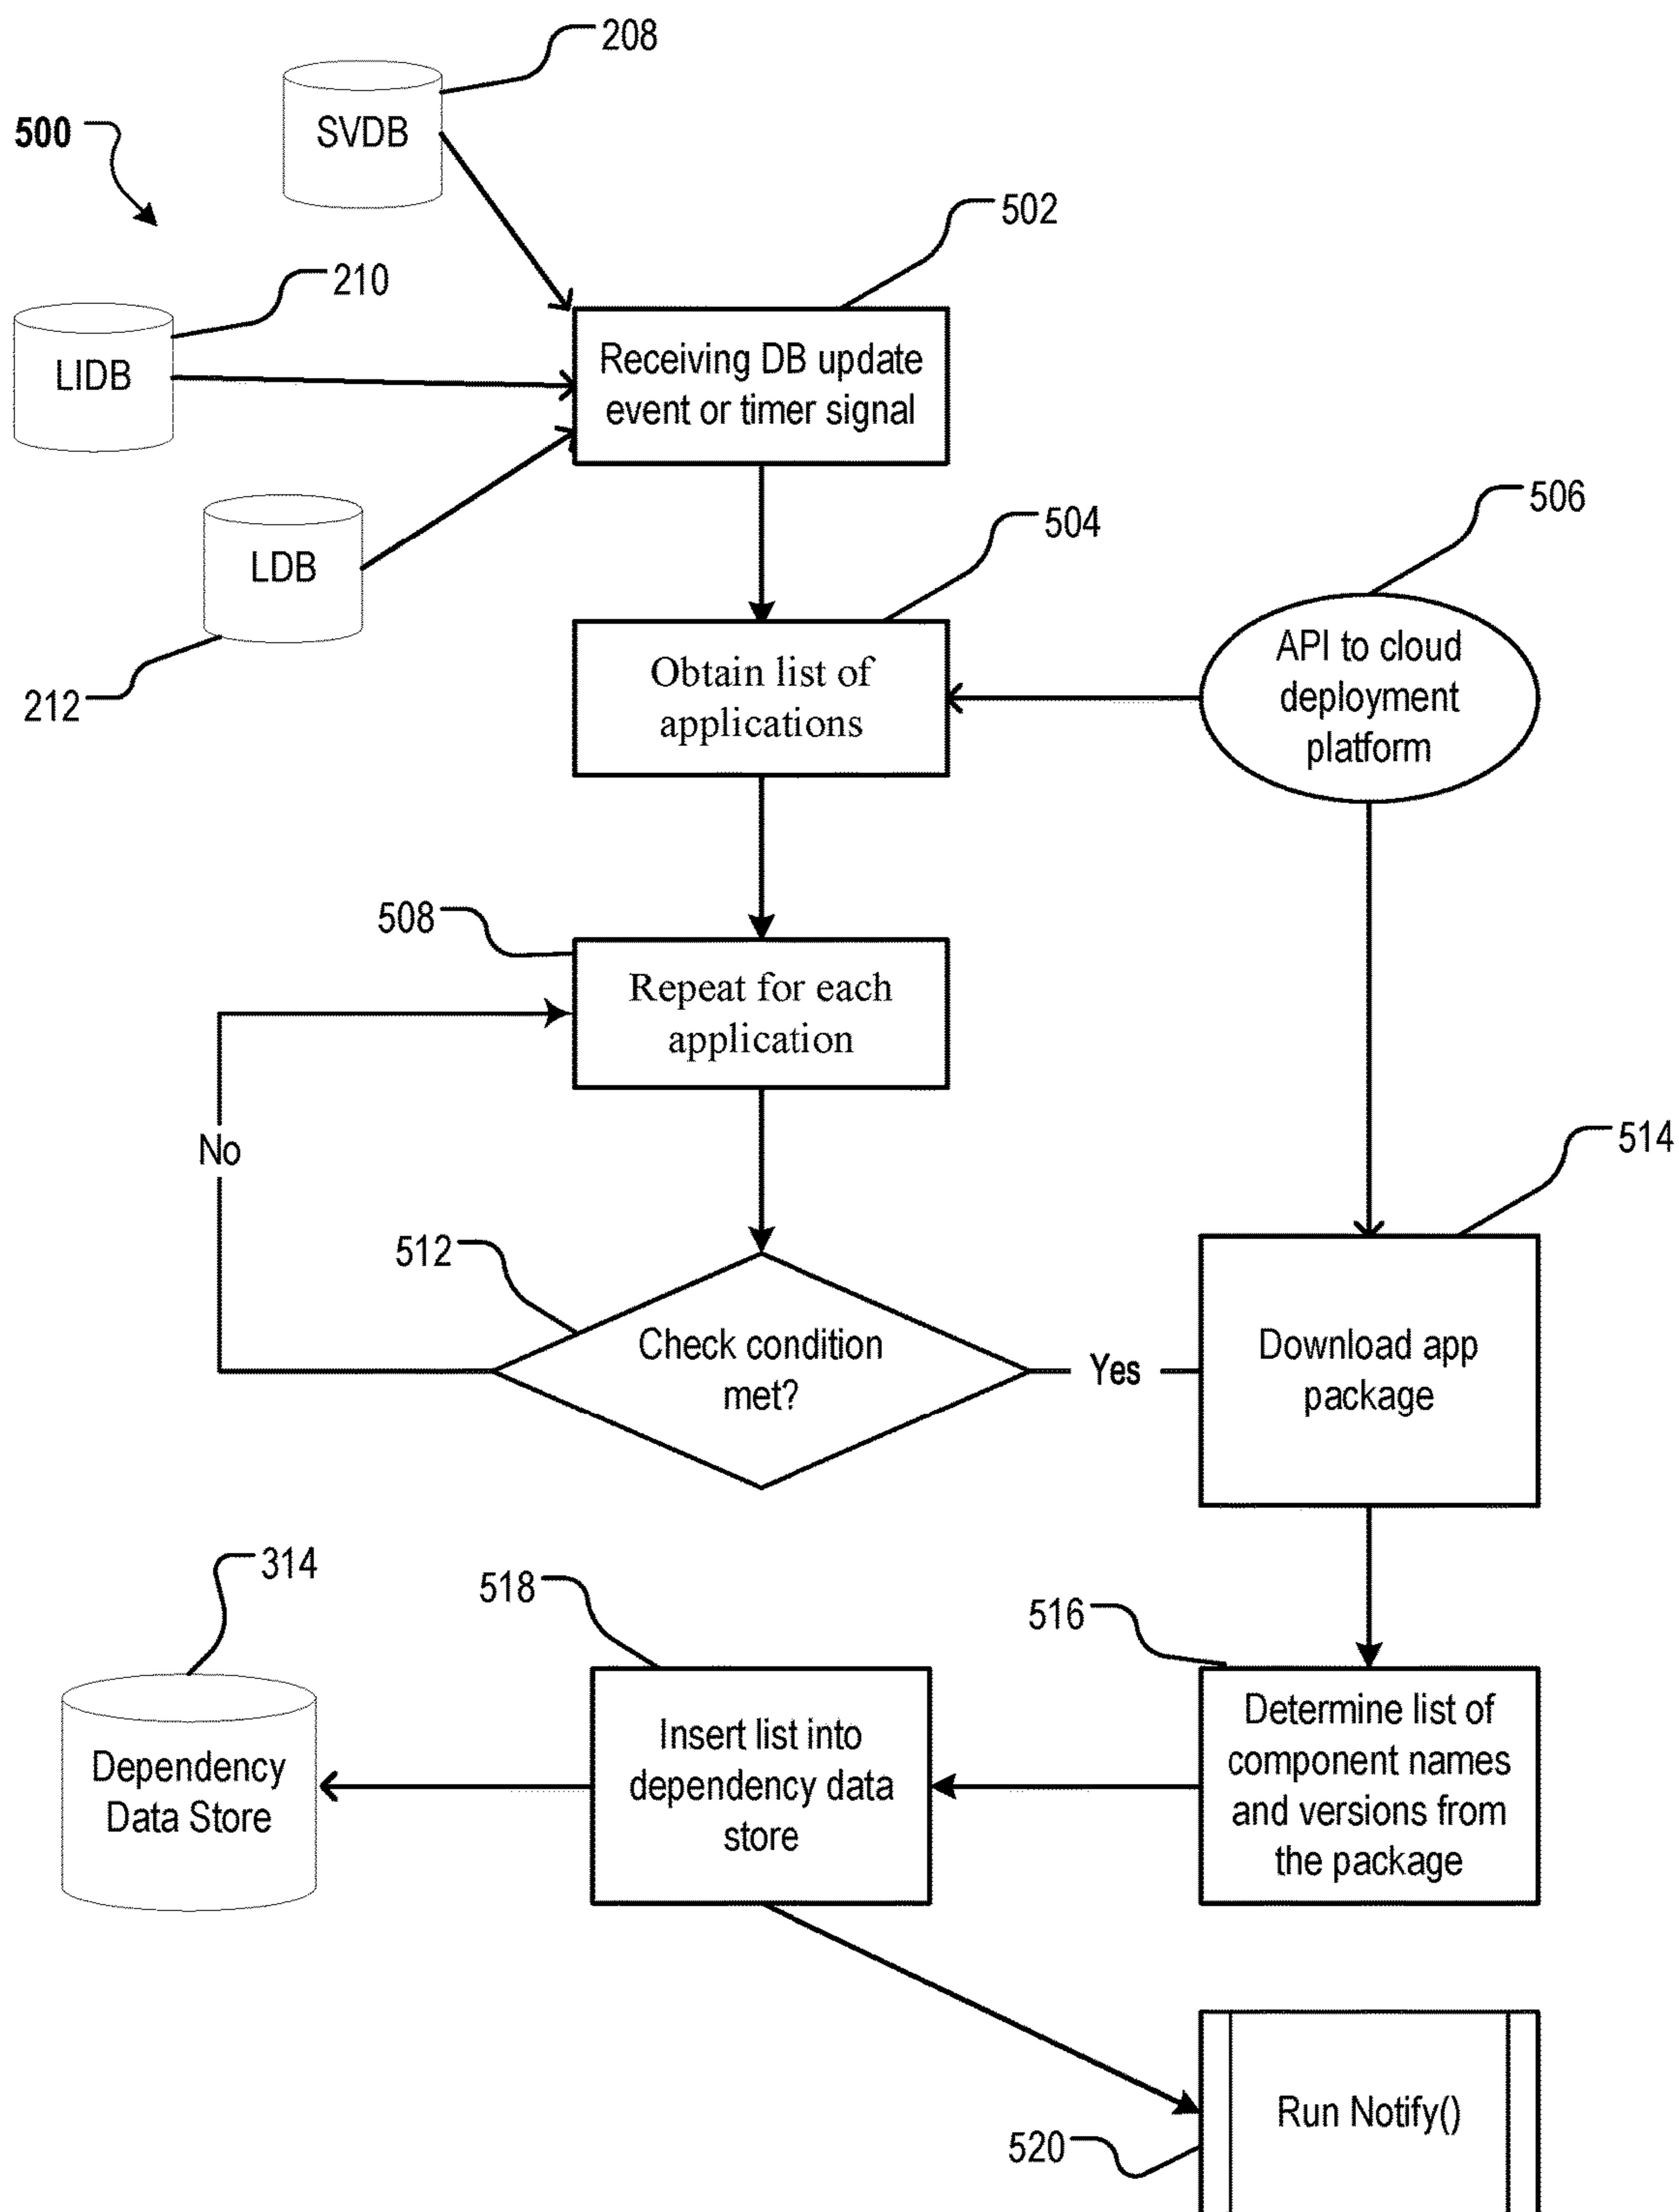 208
SVDB
500
502
210
LIDB
Receiving DB update
event or timer signal
506
504
LDB
API to cloud
deployment
platform
Obtain list of
applications
212
508
Repeat for each
application
No
514
512
Check condition
met?
Yes
Download app
package
314
518
516
Determine list of
component names
and versions from
the package
Insert list into
dependency data
store
Dependency
Data Store
Run Notify()
520